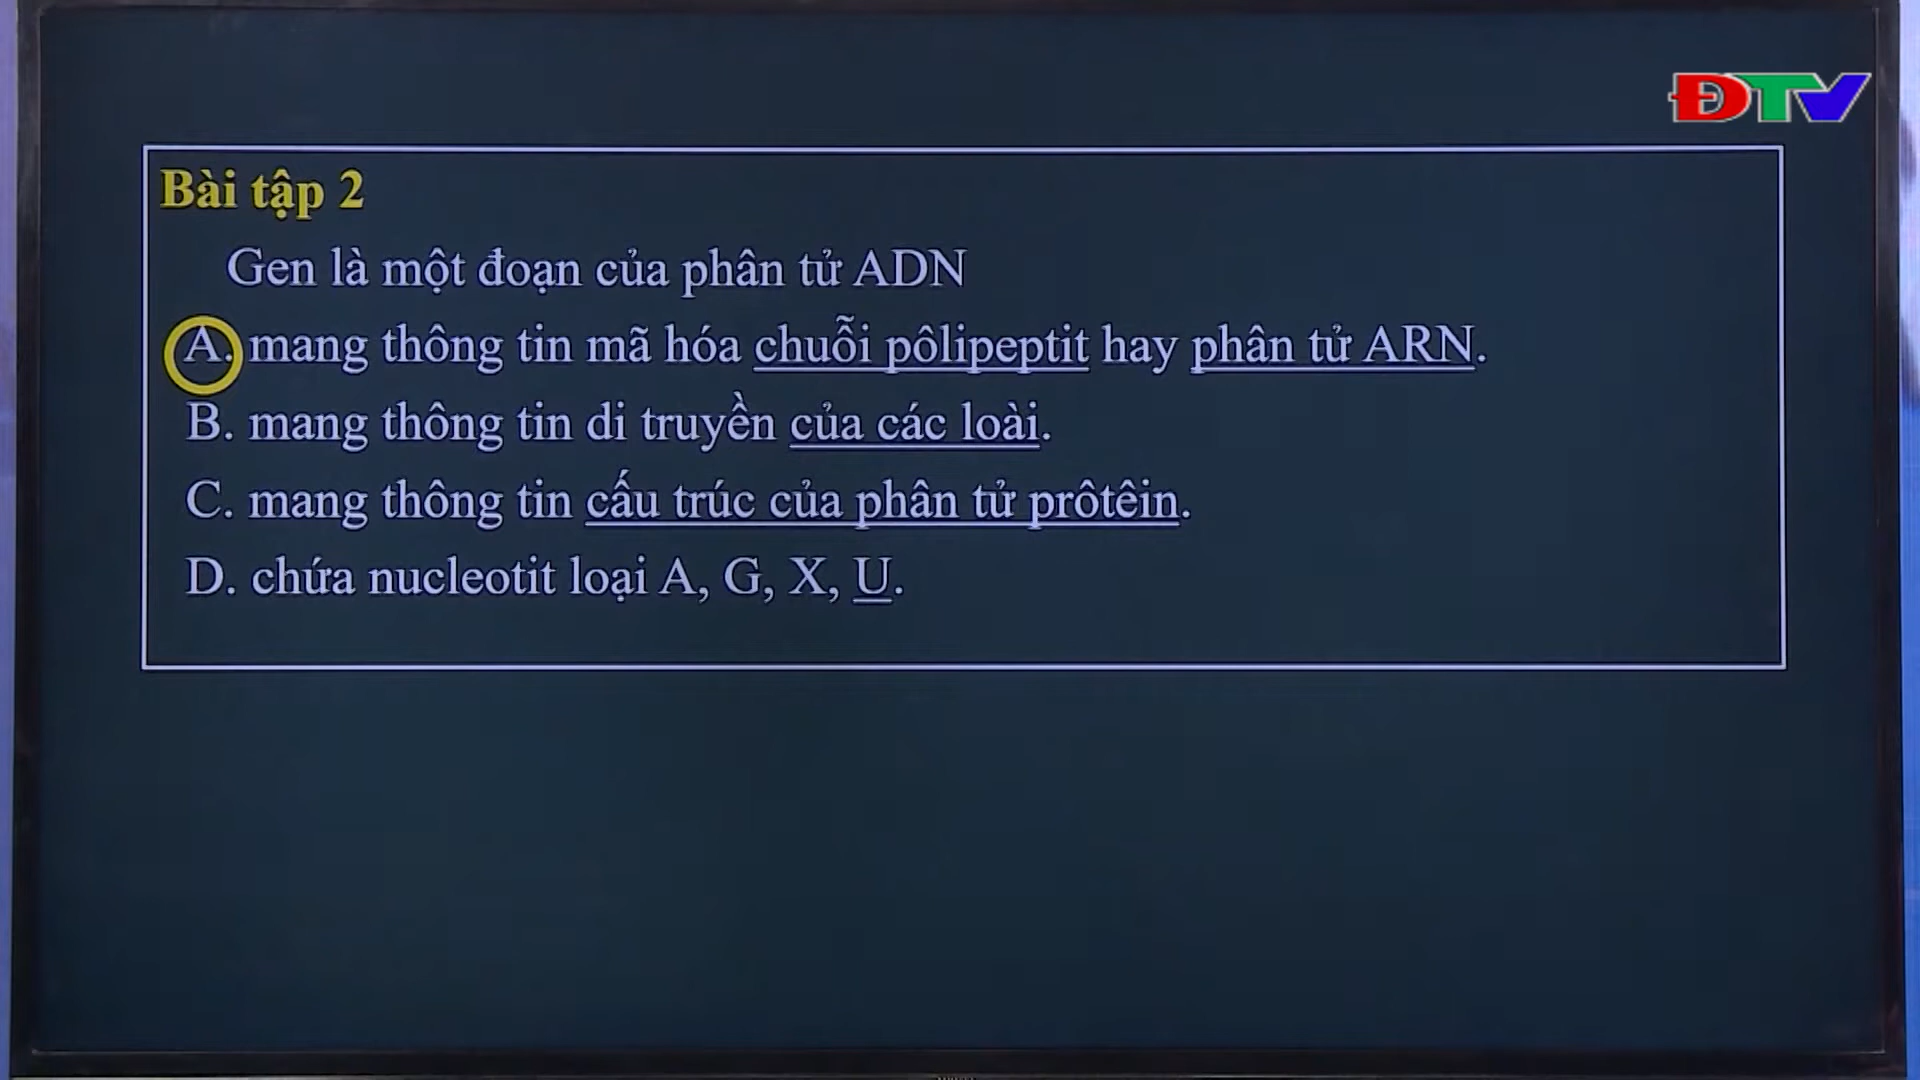 ĐTV
Bài tập 2
Gen là một đoạn của phân tử ADN
A. mang thông tin mã hóa chuỗi pôlipeptit hay phân tử ARN.
B. mang thông tin di truyền của các loài.
C. mang thông tin cấu trúc của phân tử prôtêin.
D. chứa nucleotit loại A, G, X, U.